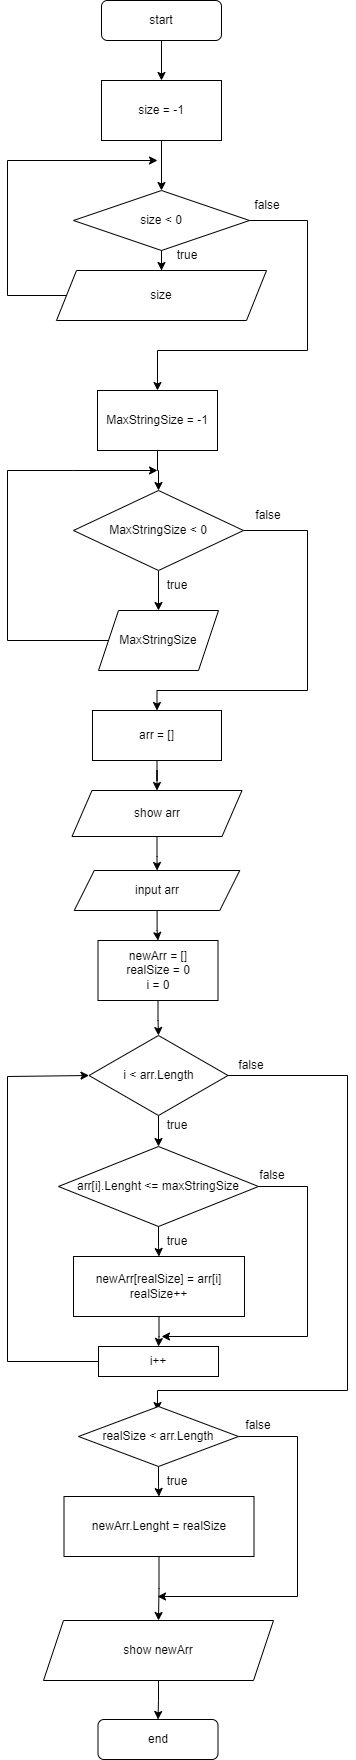 start
size = -1
false
size < 0
true
size
MaxStringSize = -1
false
MaxStringSize < 0
true
MaxStringSize
arr = []
show arr
input arr
newArr = []
realSize = 0
i = 0
false
i < arr.Length
true
false
arr[i].Lenght <= maxStringSize
true
newArr[realSize] = arr[i]
realSize++
i++
false
realSize < arr.Length
true
newArr.Lenght = realSize
show newArr
end